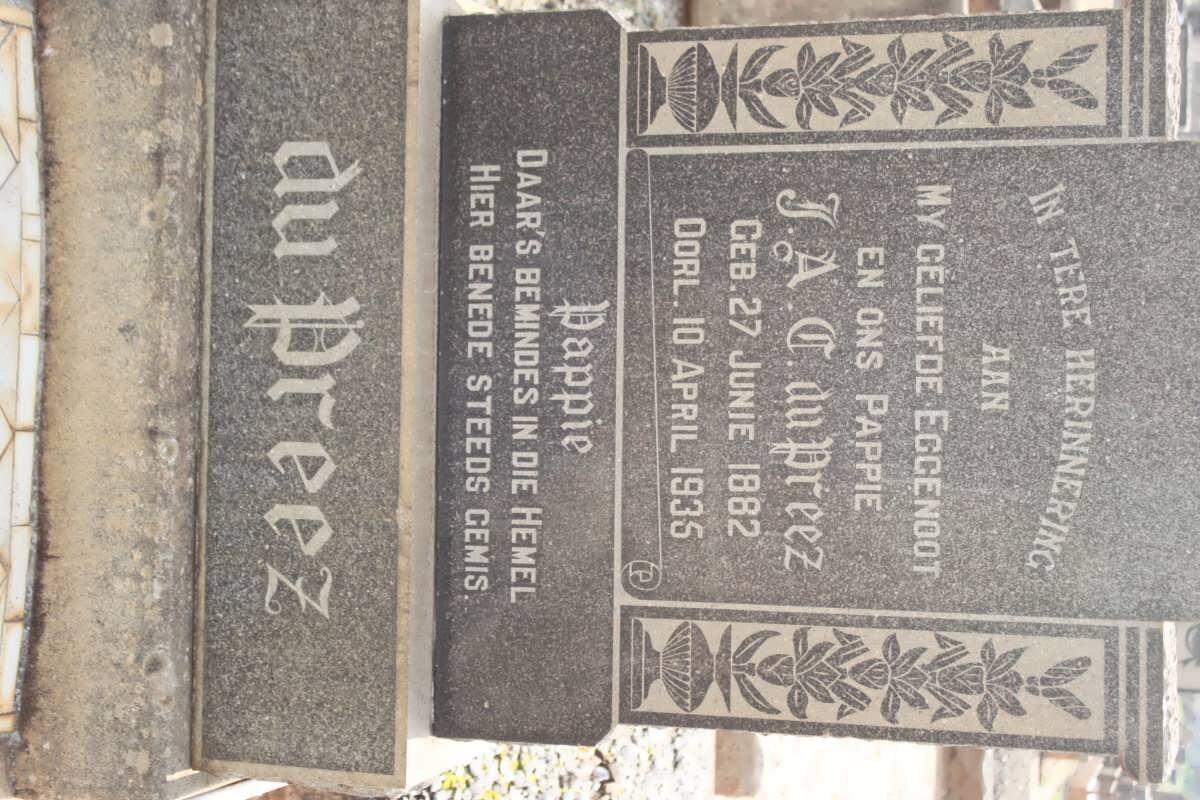 IN TERE HERINNERING
AAN
MY GELIEFDE EGGENOOT
EN ONS PAPPIE
J.A.C. du Preez
GEB. 27 JUNIE 1882
OORL. 10 APRIL 1935
Pappie
DAAR'S BEMINDES IN DIE HEMEL
HIER BENEDE STEEDS GEMIS
du Preez